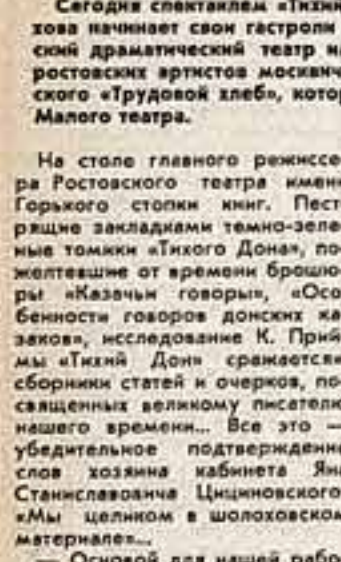 Сегодня спектаклем «Тихий
хова начинает свои гастроли
ский драматический театр и
ростовских артистов москвич
ского «Трудовой хлеб», котор
Малого театра.
На столе главного режиссе-
ра Ростовского театра имени
Горького стопки книг. Пест-
рящие закладками темно-зеле-
ные томики «Тихого Дона», по-
желтевшие от времени брошю-
ры «Казачьи говоры», «Осо-
бенности говоров донских ка-
заков», исследование К. Прий-
мы «Тихий Дон» сражается»
сборники статей и очерков, по-
священных великому писателю
нашего времени... Все это —
убедительное подтверждение
слов хозяина кабинета Яна
Станиславовича Цициновского:
«Мы целиком в шолоховском
материале»...
— Основой для нашей рабо-